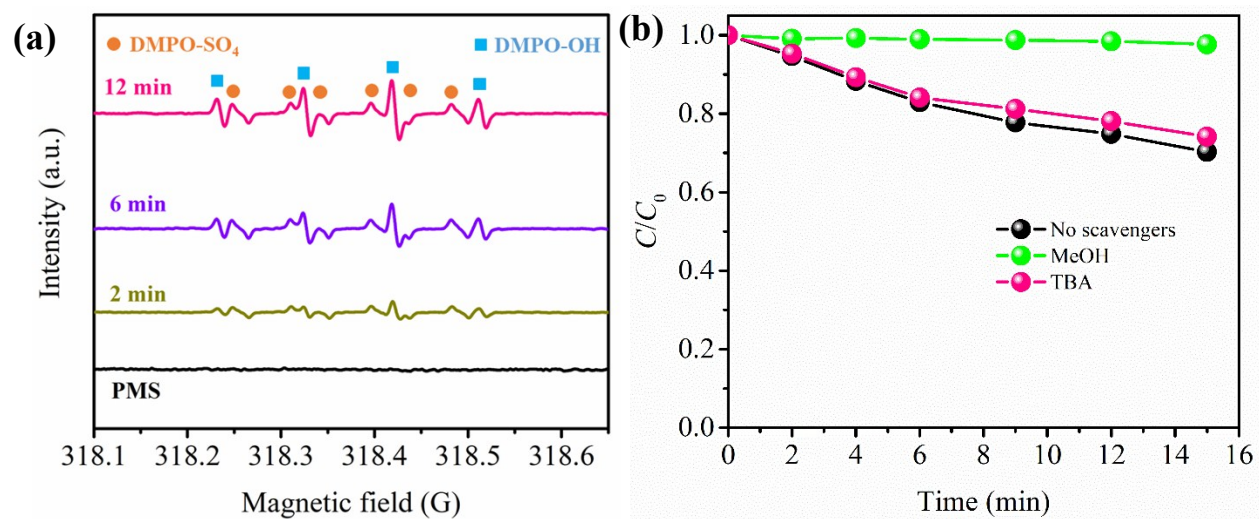 (a)
DMPO-SO₄
DMPO-OH
12 min
6 min
2 min
PMS
Intensity (a.u.)
318.1 318.2 318.3 318.4 318.5 318.6
Magnetic field (G)
(b)
1.0
0.8
0.6
0.4
0.2
0.0
C/C₀
No scavengers
MeOH
TBA
0 2 4 6 8 10 12 14 16
Time (min)